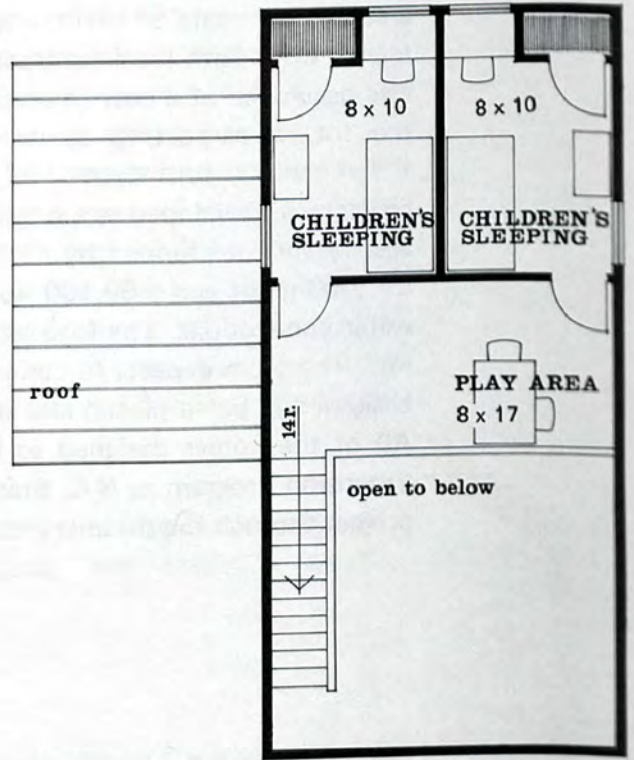 8 x 10
8 x 10
CHILDREN'S
SLEEPING
CHILDREN'S
SLEEPING
roof
PLAY AREA
8 x 17
14r.
open to below